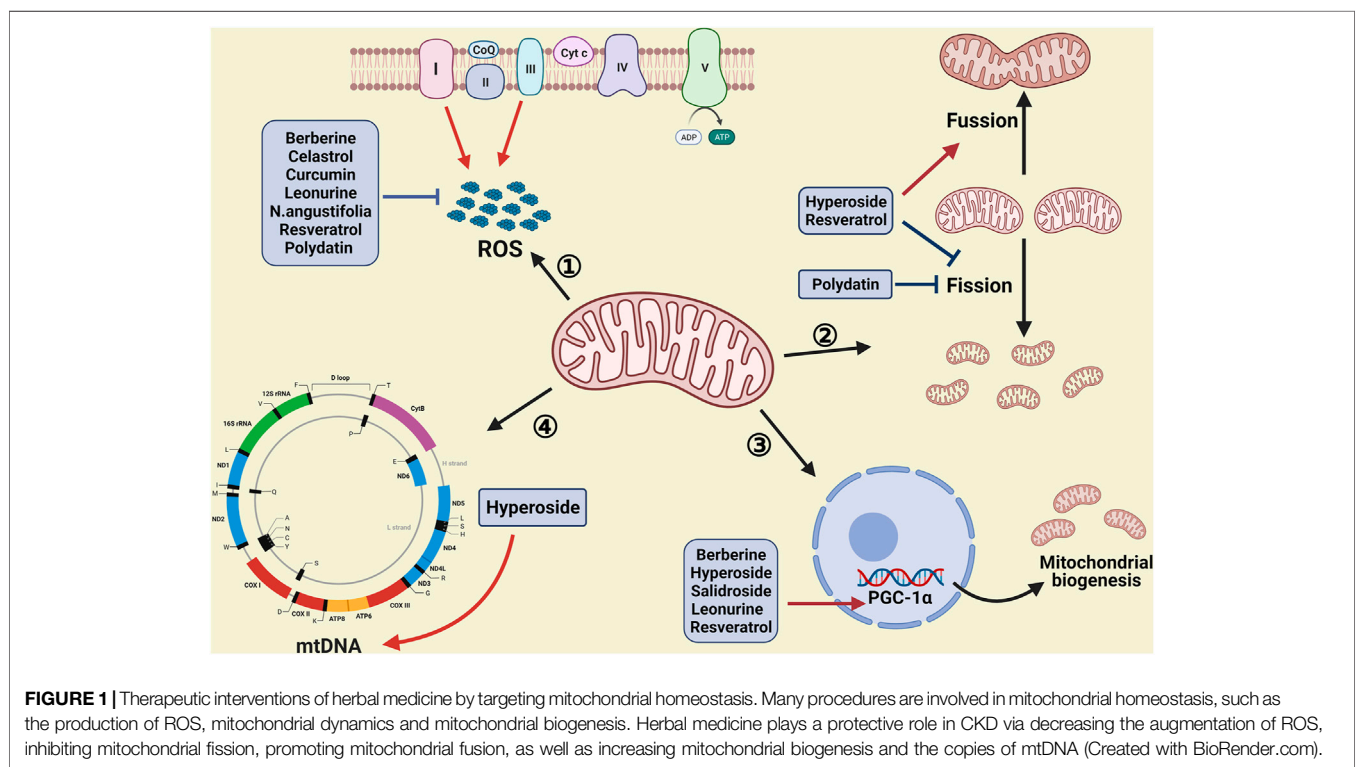 I
CoQ
II
III
Cyt c
IV
V
ADP
ATP
Berberine
Celastrol
Curcumin
Leonurine
N.angustifolia
Resveratrol
Polydatin
ROS
①
Fussion
Hyperoside
Resveratrol
Polydatin
Fission
②
③
④
D loop
F
T
12S rRNA
V
16S rRNA
CytB
P
L
ND1
E
H strand
ND6
I
M
Q
ND2
ND5
L
S
H
L strand
A
N
C
Y
W
ND4
S
ND4L
R
ND3
G
COX I
D
COX II
K
ATP8
ATP6
COX III
mtDNA
Hyperoside
Berberine
Hyperoside
Salidroside
Leonurine
Resveratrol
PGC-1α
Mitochondrial
biogenesis
FIGURE 1 | Therapeutic interventions of herbal medicine by targeting mitochondrial homeostasis. Many procedures are involved in mitochondrial homeostasis, such as
the production of ROS, mitochondrial dynamics and mitochondrial biogenesis. Herbal medicine plays a protective role in CKD via decreasing the augmentation of ROS,
inhibiting mitochondrial fission, promoting mitochondrial fusion, as well as increasing mitochondrial biogenesis and the copies of mtDNA (Created with BioRender.com).